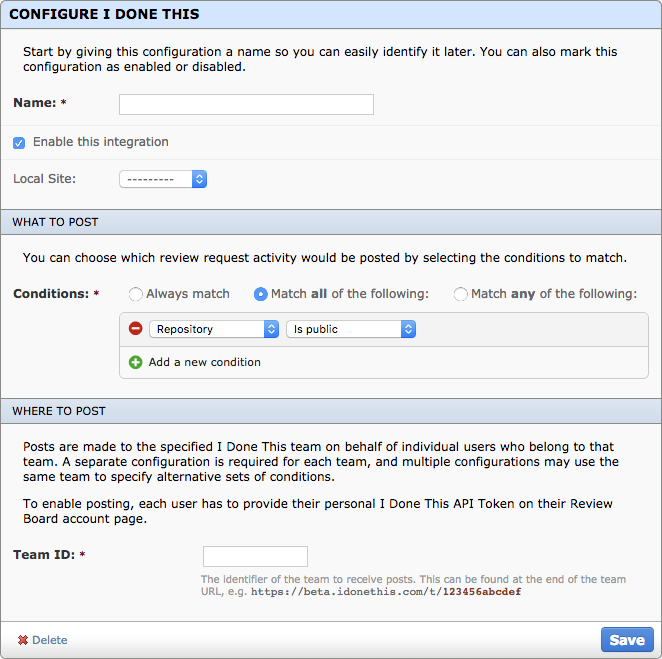 CONFIGURE I DONE THIS
Start by giving this configuration a name so you can easily identify it later. You can also mark this
configuration as enabled or disabled.
Name: *
Enable this integration
Local Site: ---------
WHAT TO POST
You can choose which review request activity would be posted by selecting the conditions to match.
Conditions: * Always match Match all of the following: Match any of the following:
Repository Is public
Add a new condition
WHERE TO POST
Posts are made to the specified I Done This team on behalf of individual users who belong to that
team. A separate configuration is required for each team, and multiple configurations may use the
same team to specify alternative sets of conditions.
To enable posting, each user has to provide their personal I Done This API Token on their Review
Board account page.
Team ID: *
The identifier of the team to receive posts. This can be found at the end of the team
URL, e.g. https://beta.idonethis.com/t/123456abcdef
Delete Save